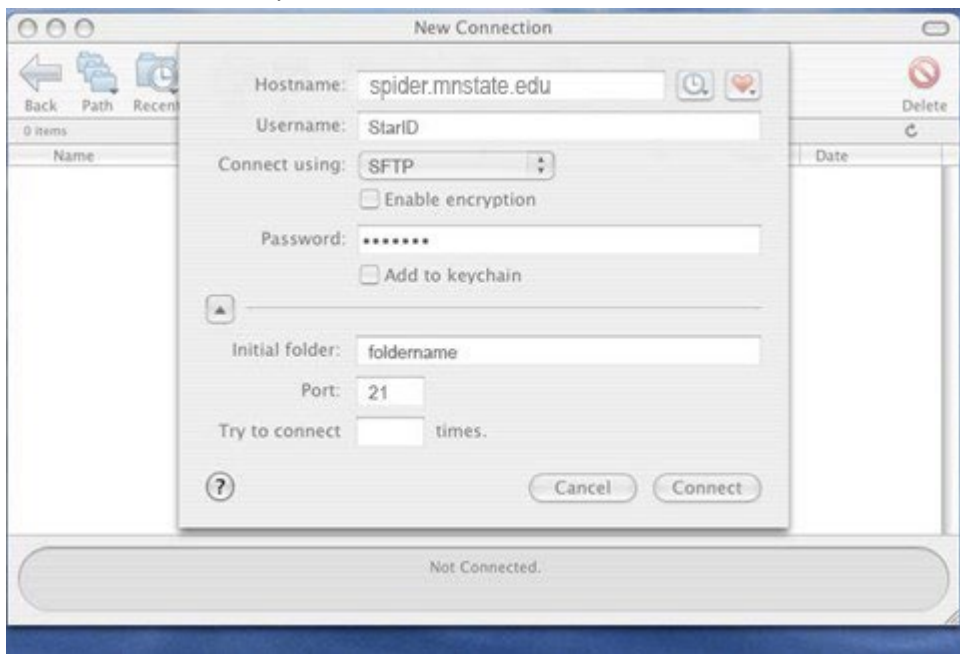 New Connection
Back Path Recent Delete
0 items
Name Date
Hostname: spider.mnstate.edu
Username: StarID
Connect using: SFTP
Enable encryption
Password: •••••••
Add to keychain
Initial folder: foldername
Port: 21
Try to connect times.
? Cancel Connect
Not Connected.